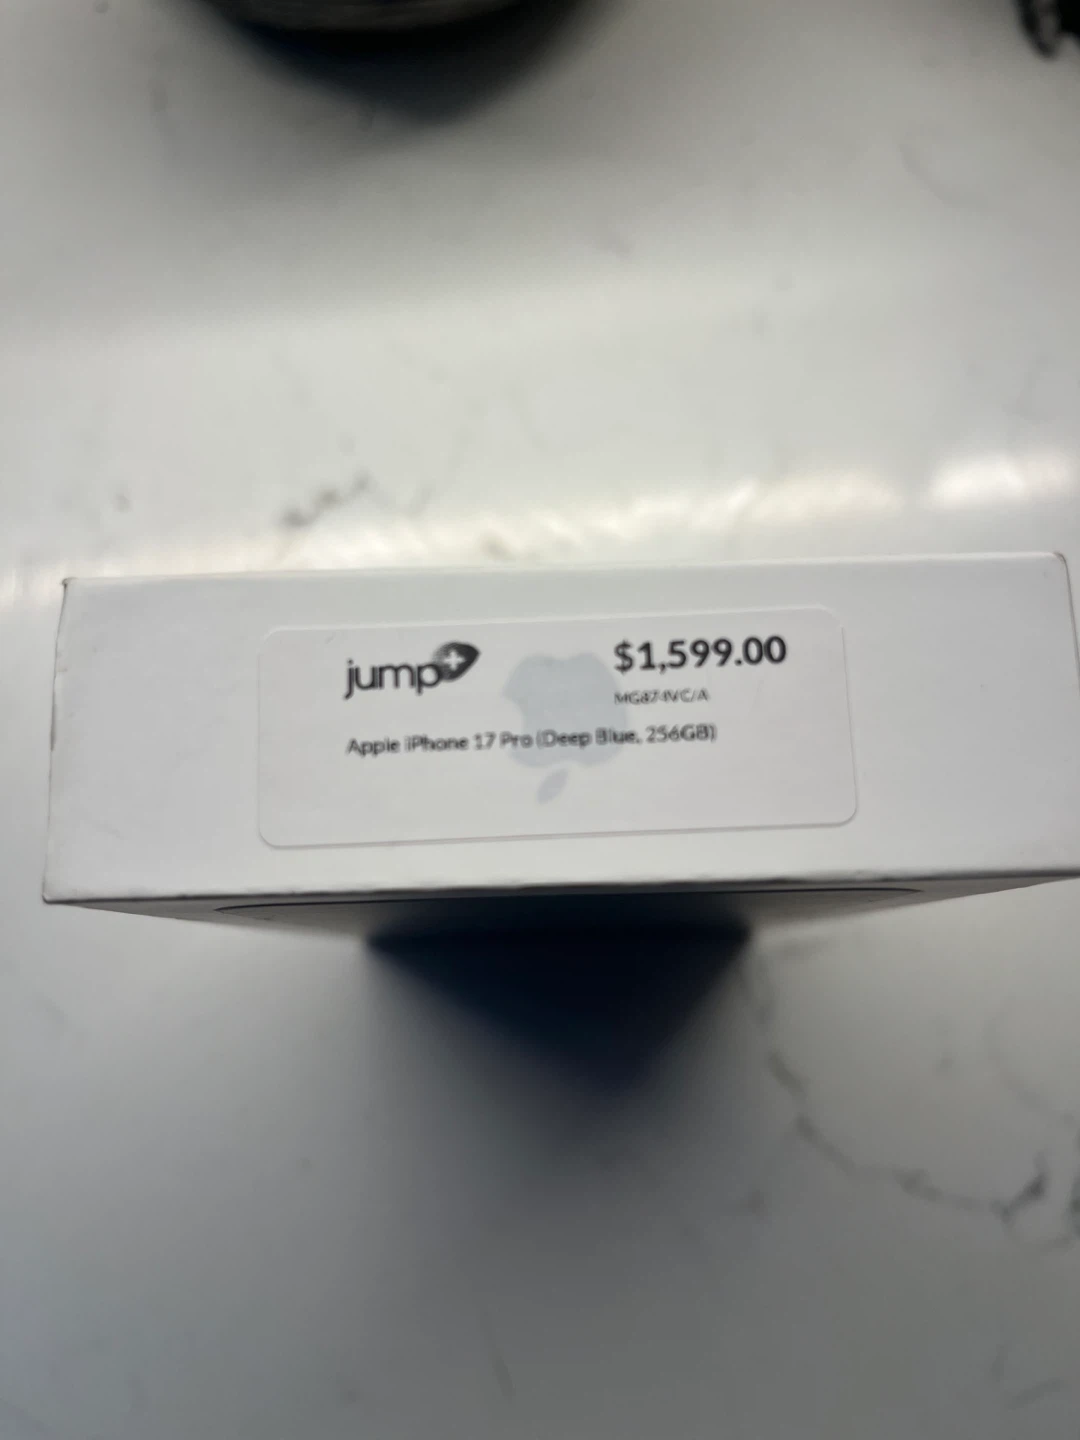 jump+
$1,599.00
MG874VC/A
Apple iPhone 17 Pro (Deep Blue, 256GB)